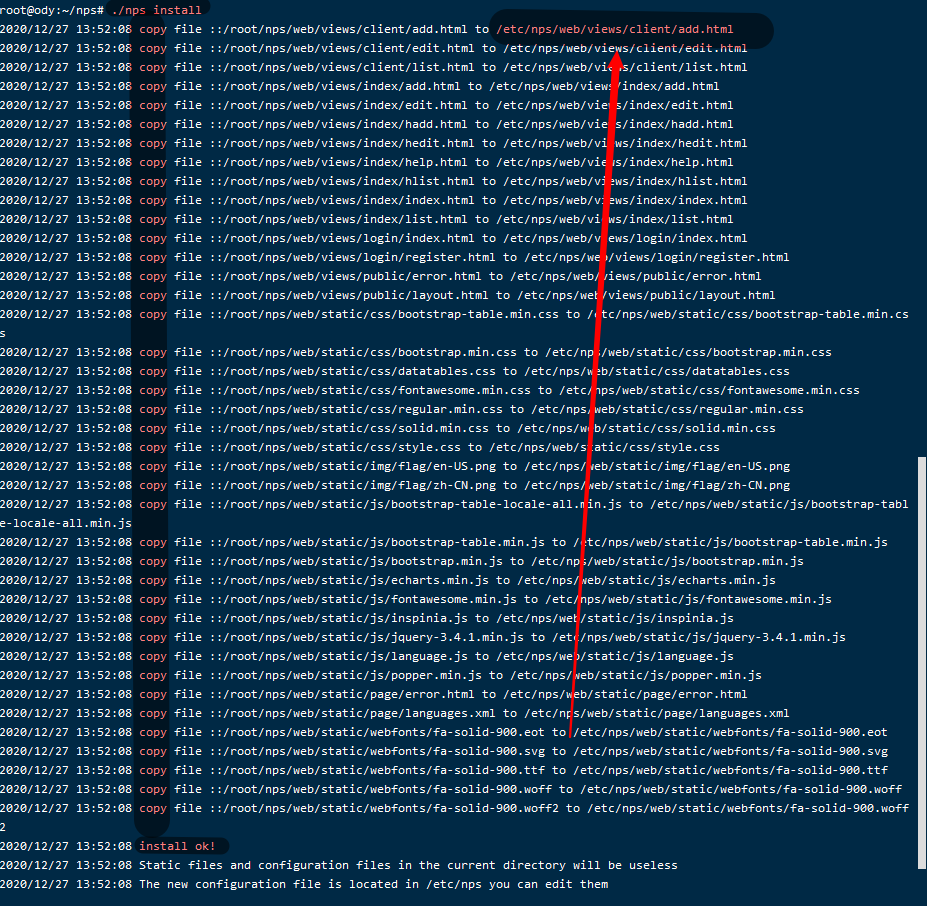 root@ody:~/nps# ./nps install
2020/12/27 13:52:08 copy file ::/root/nps/web/views/client/add.html to /etc/nps/web/views/client/add.html
2020/12/27 13:52:08 copy file ::/root/nps/web/views/client/edit.html to /etc/nps/web/views/client/edit.html
2020/12/27 13:52:08 copy file ::/root/nps/web/views/client/list.html to /etc/nps/web/views/client/list.html
2020/12/27 13:52:08 copy file ::/root/nps/web/views/index/add.html to /etc/nps/web/views/index/add.html
2020/12/27 13:52:08 copy file ::/root/nps/web/views/index/edit.html to /etc/nps/web/views/index/edit.html
2020/12/27 13:52:08 copy file ::/root/nps/web/views/index/hadd.html to /etc/nps/web/views/index/hadd.html
2020/12/27 13:52:08 copy file ::/root/nps/web/views/index/hedit.html to /etc/nps/web/views/index/hedit.html
2020/12/27 13:52:08 copy file ::/root/nps/web/views/index/help.html to /etc/nps/web/views/index/help.html
2020/12/27 13:52:08 copy file ::/root/nps/web/views/index/hlist.html to /etc/nps/web/views/index/hlist.html
2020/12/27 13:52:08 copy file ::/root/nps/web/views/index/index.html to /etc/nps/web/views/index/index.html
2020/12/27 13:52:08 copy file ::/root/nps/web/views/index/list.html to /etc/nps/web/views/index/list.html
2020/12/27 13:52:08 copy file ::/root/nps/web/views/login/index.html to /etc/nps/web/views/login/index.html
2020/12/27 13:52:08 copy file ::/root/nps/web/views/login/register.html to /etc/nps/web/views/login/register.html
2020/12/27 13:52:08 copy file ::/root/nps/web/views/public/error.html to /etc/nps/web/views/public/error.html
2020/12/27 13:52:08 copy file ::/root/nps/web/views/public/layout.html to /etc/nps/web/views/public/layout.html
2020/12/27 13:52:08 copy file ::/root/nps/web/static/css/bootstrap-table.min.css to /etc/nps/web/static/css/bootstrap-table.min.cs
s
2020/12/27 13:52:08 copy file ::/root/nps/web/static/css/bootstrap.min.css to /etc/nps/web/static/css/bootstrap.min.css
2020/12/27 13:52:08 copy file ::/root/nps/web/static/css/datatables.css to /etc/nps/web/static/css/datatables.css
2020/12/27 13:52:08 copy file ::/root/nps/web/static/css/fontawesome.min.css to /etc/nps/web/static/css/fontawesome.min.css
2020/12/27 13:52:08 copy file ::/root/nps/web/static/css/regular.min.css to /etc/nps/web/static/css/regular.min.css
2020/12/27 13:52:08 copy file ::/root/nps/web/static/css/solid.min.css to /etc/nps/web/static/css/solid.min.css
2020/12/27 13:52:08 copy file ::/root/nps/web/static/css/style.css to /etc/nps/web/static/css/style.css
2020/12/27 13:52:08 copy file ::/root/nps/web/static/img/flag/en-US.png to /etc/nps/web/static/img/flag/en-US.png
2020/12/27 13:52:08 copy file ::/root/nps/web/static/img/flag/zh-CN.png to /etc/nps/web/static/img/flag/zh-CN.png
2020/12/27 13:52:08 copy file ::/root/nps/web/static/js/bootstrap-table-locale-all.min.js to /etc/nps/web/static/js/bootstrap-tabl
e-locale-all.min.js
2020/12/27 13:52:08 copy file ::/root/nps/web/static/js/bootstrap-table.min.js to /etc/nps/web/static/js/bootstrap-table.min.js
2020/12/27 13:52:08 copy file ::/root/nps/web/static/js/bootstrap.min.js to /etc/nps/web/static/js/bootstrap.min.js
2020/12/27 13:52:08 copy file ::/root/nps/web/static/js/echarts.min.js to /etc/nps/web/static/js/echarts.min.js
2020/12/27 13:52:08 copy file ::/root/nps/web/static/js/fontawesome.min.js to /etc/nps/web/static/js/fontawesome.min.js
2020/12/27 13:52:08 copy file ::/root/nps/web/static/js/inspinia.js to /etc/nps/web/static/js/inspinia.js
2020/12/27 13:52:08 copy file ::/root/nps/web/static/js/jquery-3.4.1.min.js to /etc/nps/web/static/js/jquery-3.4.1.min.js
2020/12/27 13:52:08 copy file ::/root/nps/web/static/js/language.js to /etc/nps/web/static/js/language.js
2020/12/27 13:52:08 copy file ::/root/nps/web/static/js/popper.min.js to /etc/nps/web/static/js/popper.min.js
2020/12/27 13:52:08 copy file ::/root/nps/web/static/page/error.html to /etc/nps/web/static/page/error.html
2020/12/27 13:52:08 copy file ::/root/nps/web/static/page/languages.xml to /etc/nps/web/static/page/languages.xml
2020/12/27 13:52:08 copy file ::/root/nps/web/static/webfonts/fa-solid-900.eot to /etc/nps/web/static/webfonts/fa-solid-900.eot
2020/12/27 13:52:08 copy file ::/root/nps/web/static/webfonts/fa-solid-900.svg to /etc/nps/web/static/webfonts/fa-solid-900.svg
2020/12/27 13:52:08 copy file ::/root/nps/web/static/webfonts/fa-solid-900.ttf to /etc/nps/web/static/webfonts/fa-solid-900.ttf
2020/12/27 13:52:08 copy file ::/root/nps/web/static/webfonts/fa-solid-900.woff to /etc/nps/web/static/webfonts/fa-solid-900.woff
2020/12/27 13:52:08 copy file ::/root/nps/web/static/webfonts/fa-solid-900.woff2 to /etc/nps/web/static/webfonts/fa-solid-900.woff
2
2020/12/27 13:52:08 install ok!
2020/12/27 13:52:08 Static files and configuration files in the current directory will be useless
2020/12/27 13:52:08 The new configuration file is located in /etc/nps you can edit them